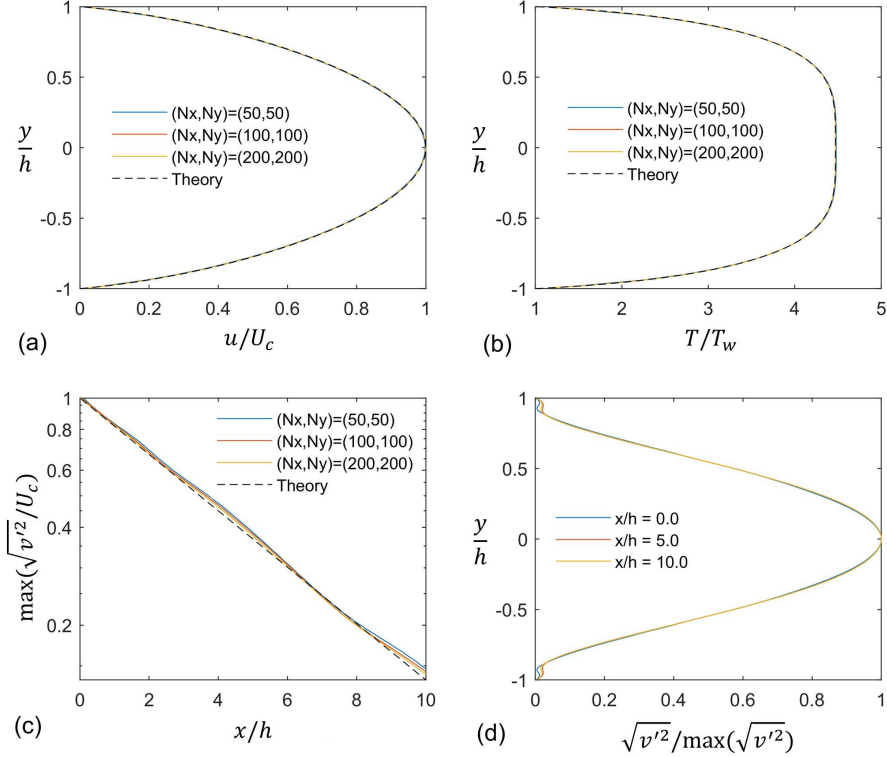 1
0.5
y/h
0
-0.5
-1
0 0.2 0.4 0.6 0.8 1
u/U_c
(a)
(Nx,Ny)=(50,50)
(Nx,Ny)=(100,100)
(Nx,Ny)=(200,200)
Theory
1
0.5
y/h
0
-0.5
-1
1 2 3 4 5
T/T_w
(b)
(Nx,Ny)=(50,50)
(Nx,Ny)=(100,100)
(Nx,Ny)=(200,200)
Theory
1
0.8
0.6
0.4
0.2
max(√v′²/U_c)
0 2 4 6 8 10
x/h
(c)
(Nx,Ny)=(50,50)
(Nx,Ny)=(100,100)
(Nx,Ny)=(200,200)
Theory
1
0.5
y/h
0
-0.5
-1
0 0.2 0.4 0.6 0.8 1
√v′²/max(√v′²)
(d)
x/h = 0.0
x/h = 5.0
x/h = 10.0